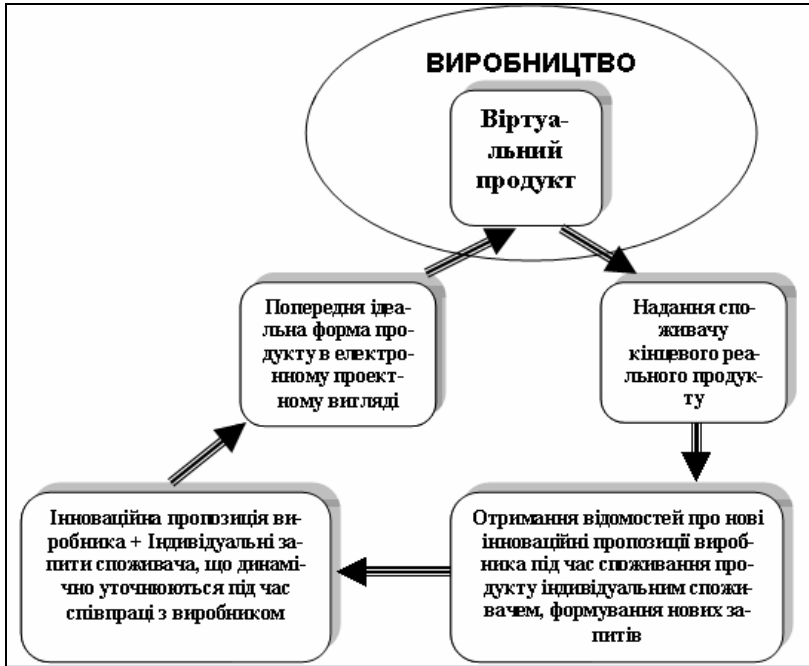 ВИРОБНИЦТВО
Віртуа-
льний
продукт
Попередня ідеа-
льна форма про-
дукту в електро-
нному проект-
ному вигляді
Надання спо-
живачу
кінцевого реа-
льного продук-
ту
Інноваційна пропозиція ви-
робника + Індивідуальні за-
пити споживача, що динамі-
чно уточнюються під час
співпраці з виробником
Отримання відомостей про нові
інноваційні пропозиції вироб-
ника під час споживання про-
дукту індивідуальним спожи-
вачем, формування нових за-
питів